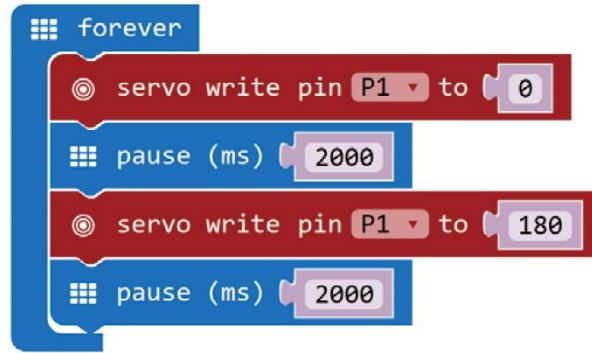 forever
servo write pin P1 to 0
pause (ms) 2000
servo write pin P1 to 180
pause (ms) 2000